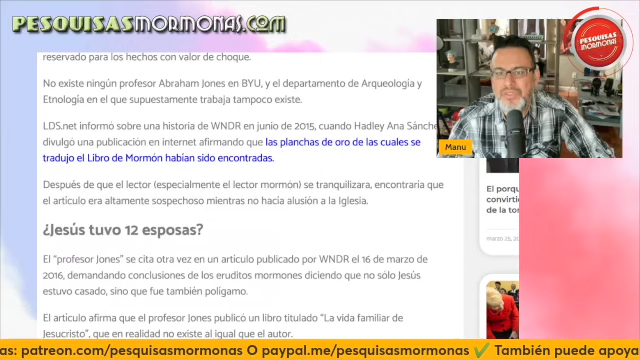 PESQUISASMORMONAS.COM
PESQUISAS
MORMONAS
reservado para los hechos con valor de choque.
No existe ningún profesor Abraham Jones en BYU, y el departamento de Arqueología y
Etnología en el que supuestamente trabaja tampoco existe.
LDS.net informó sobre una historia de WNDR en junio de 2015, cuando Hadley Ana Sánche
divulgó una publicación en internet afirmando que las planchas de oro de las cuales se
tradujo el Libro de Mormón habían sido encontradas.
Manu
Después de que el lector (especialmente el lector mormón) se tranquilizara, encontraría que
el artículo era altamente sospechoso mientras no hacía alusión a la Iglesia.
¿Jesús tuvo 12 esposas?
El “profesor Jones” se cita otra vez en un artículo publicado por WNDR el 16 de marzo de
2016, demandando conclusiones de los eruditos mormones diciendo que no sólo Jesús
estuvo casado, sino que fue también polígamo.
El artículo afirma que el profesor Jones publicó un libro titulado “La vida familiar de
Jesucristo”, que en realidad no existe al igual que el autor.
El porqu
convirtió
de la tor
marzo 25, 20
as: patreon.com/pesquisasmormonas O paypal.me/pesquisasmormonas ✔ También puede apoya